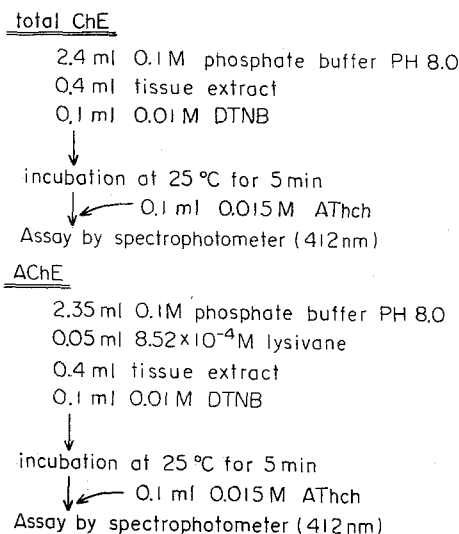 total ChE
2.4 ml 0.1 M phosphate buffer PH 8.0
0.4 ml tissue extract
0.1 ml 0.01 M DTNB
incubation at 25 °C for 5 min
0.1 ml 0.015 M AThch
Assay by spectrophotometer (412 nm)
AChE
2.35 ml 0.1M phosphate buffer PH 8.0
0.05 ml 8.52×10⁻⁴M lysivane
0.4 ml tissue extract
0.1 ml 0.01 M DTNB
incubation at 25 °C for 5 min
0.1 ml 0.015 M AThch
Assay by spectrophotometer (412 nm)